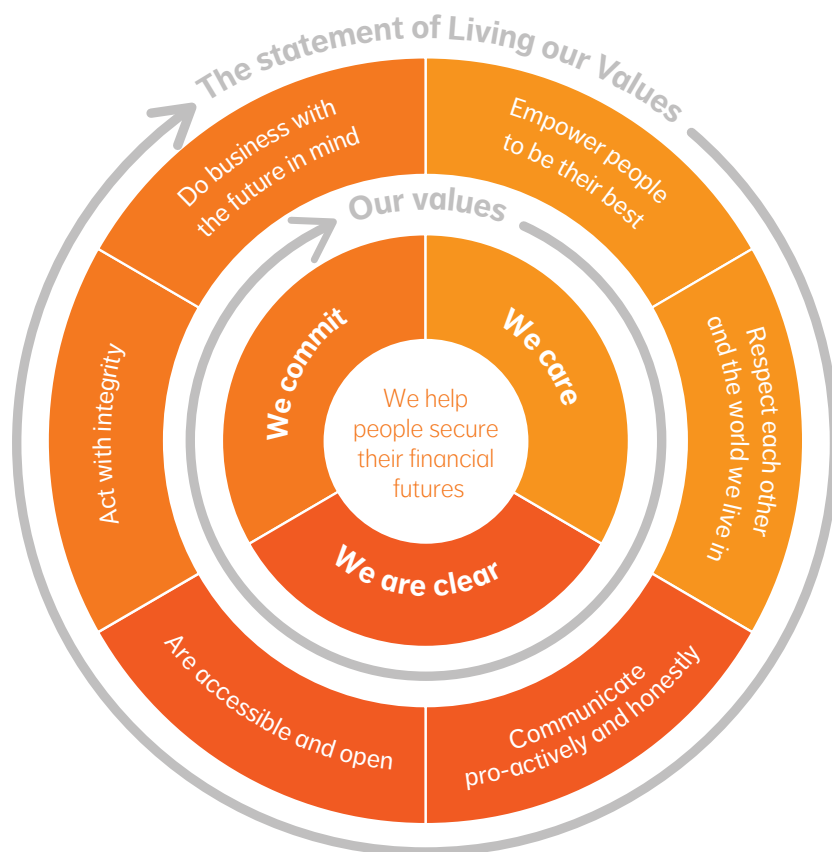 The statement of Living our Values
Empower people
to be their best
Respect each other
and the world we live in
Communicate
pro-actively and honestly
Are accessible and open
Act with integrity
Do business with
the future in mind
Our values
We care
We are clear
We commit
We help
people secure
their financial
futures